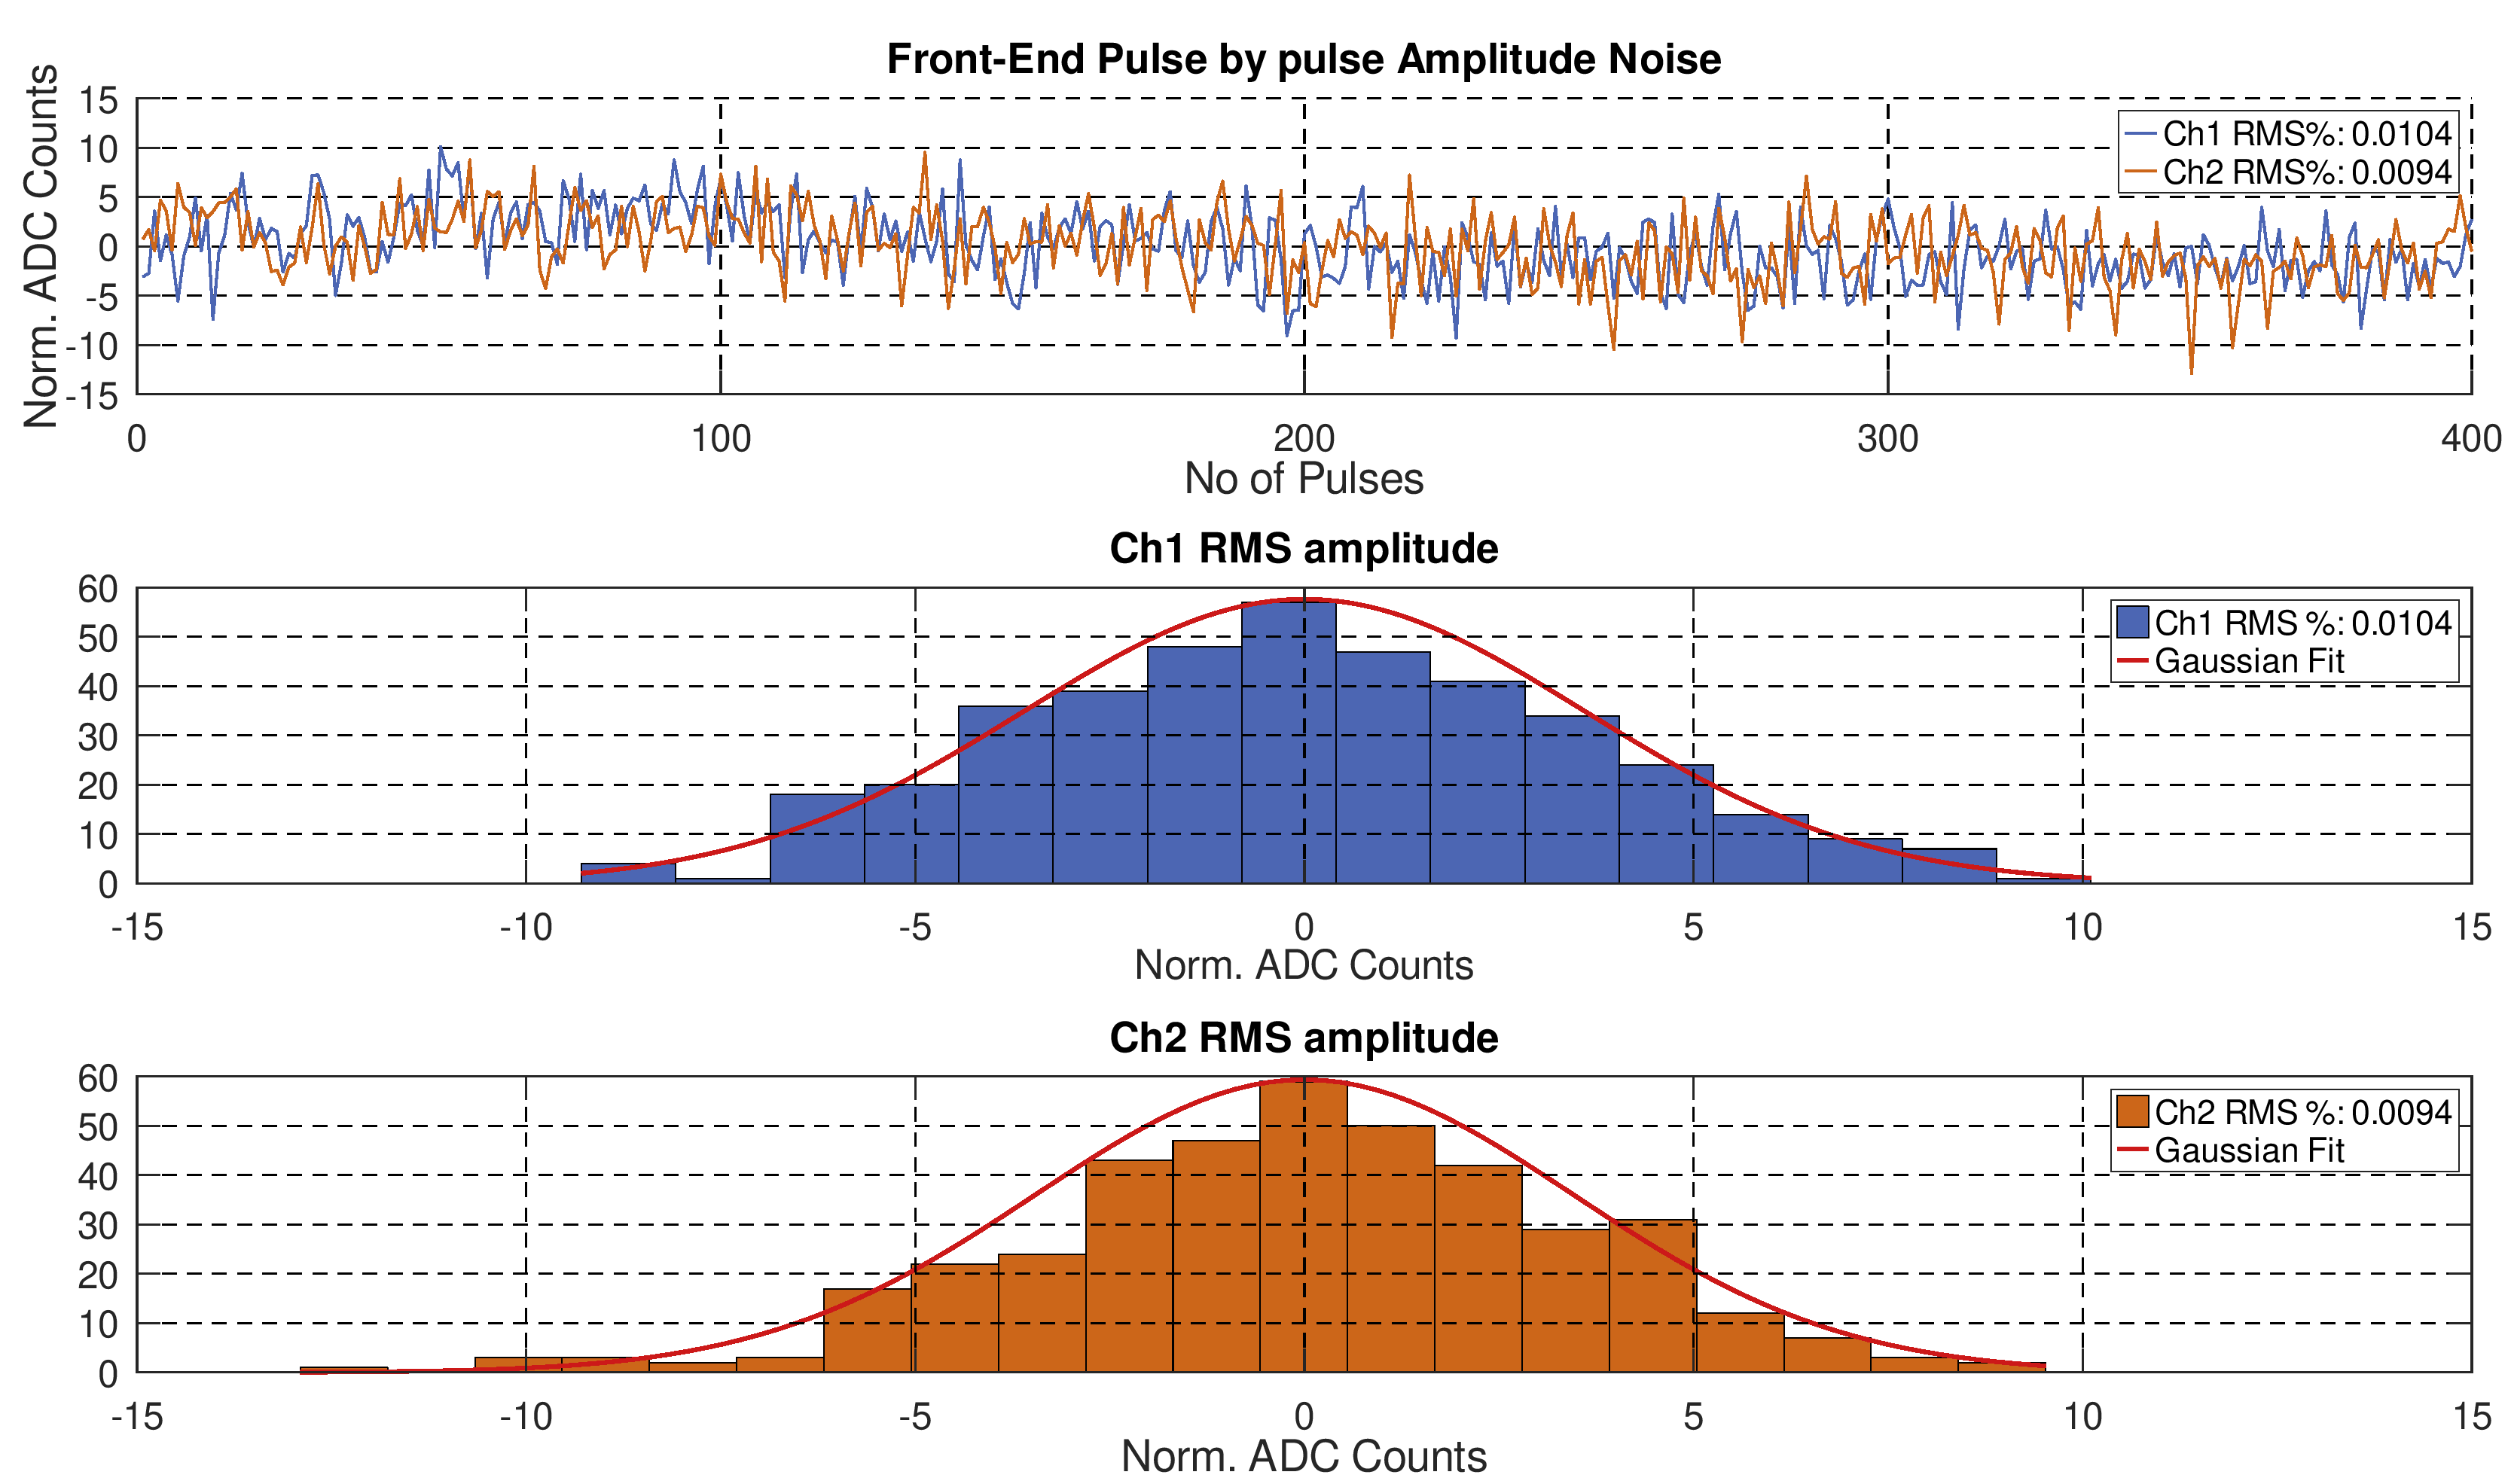 Front-End Pulse by pulse Amplitude Noise
Norm. ADC Counts
15
10
5
0
-5
-10
-15
Ch1 RMS%: 0.0104
Ch2 RMS%: 0.0094
0 100 200 300 400
No of Pulses
Ch1 RMS amplitude
60
50
40
30
20
10
0
Ch1 RMS %: 0.0104
Gaussian Fit
-15 -10 -5 0 5 10 15
Norm. ADC Counts
Ch2 RMS amplitude
60
50
40
30
20
10
0
Ch2 RMS %: 0.0094
Gaussian Fit
-15 -10 -5 0 5 10 15
Norm. ADC Counts